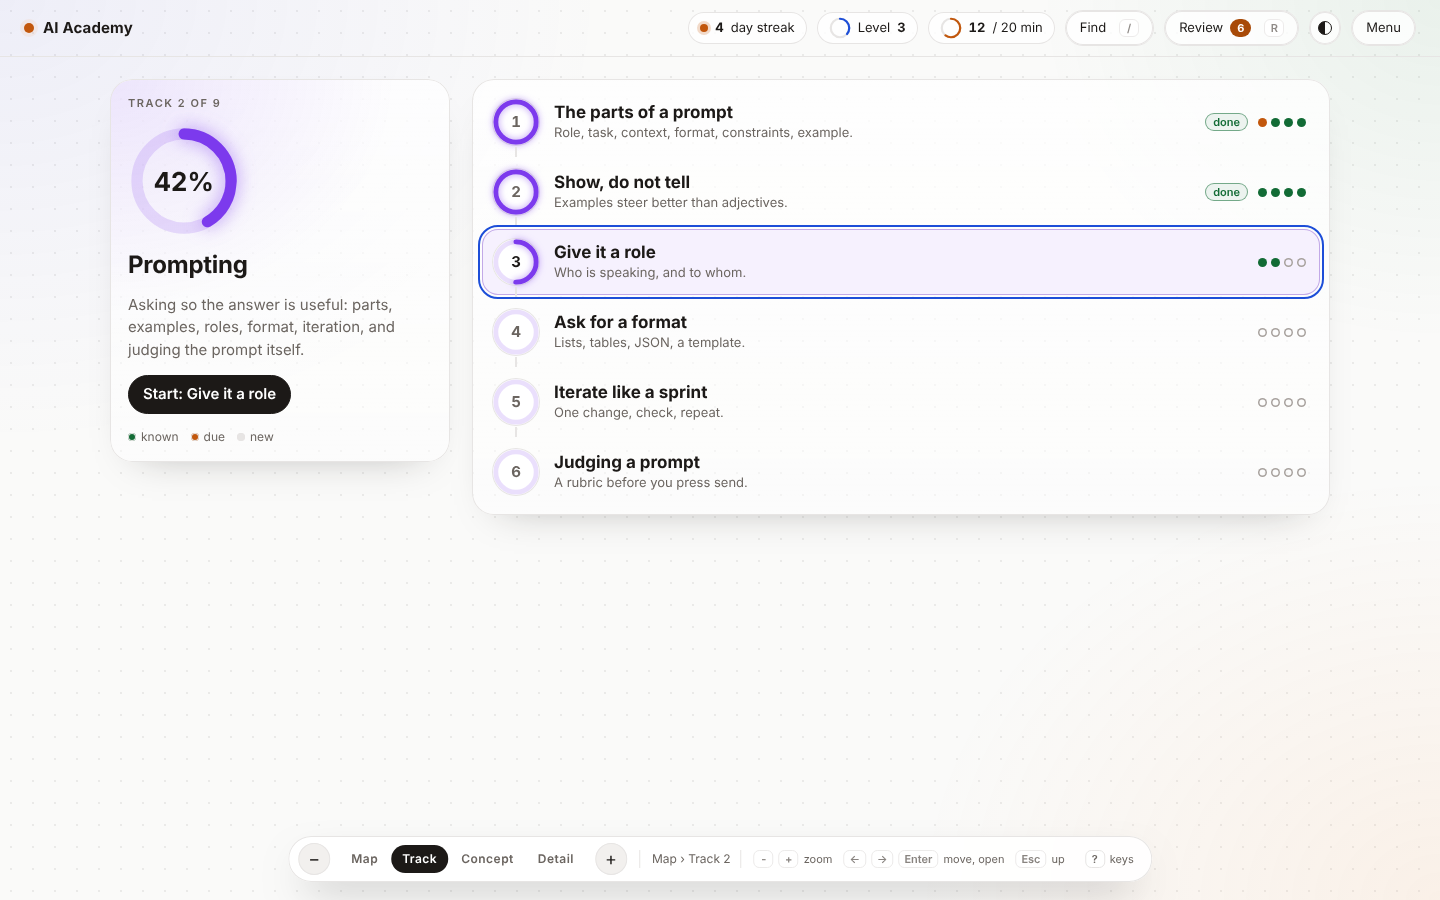 AI Academy
4 day streak
Level 3
12 / 20 min
Find /
Review 6 R
Menu
TRACK 2 OF 9
42%
Prompting
Asking so the answer is useful: parts,
examples, roles, format, iteration, and
judging the prompt itself.
Start: Give it a role
known due new
1
The parts of a prompt
Role, task, context, format, constraints, example.
done
2
Show, do not tell
Examples steer better than adjectives.
done
3
Give it a role
Who is speaking, and to whom.
4
Ask for a format
Lists, tables, JSON, a template.
5
Iterate like a sprint
One change, check, repeat.
6
Judging a prompt
A rubric before you press send.
− Map Track Concept Detail + Map › Track 2 - + zoom ← → Enter move, open Esc up ? keys